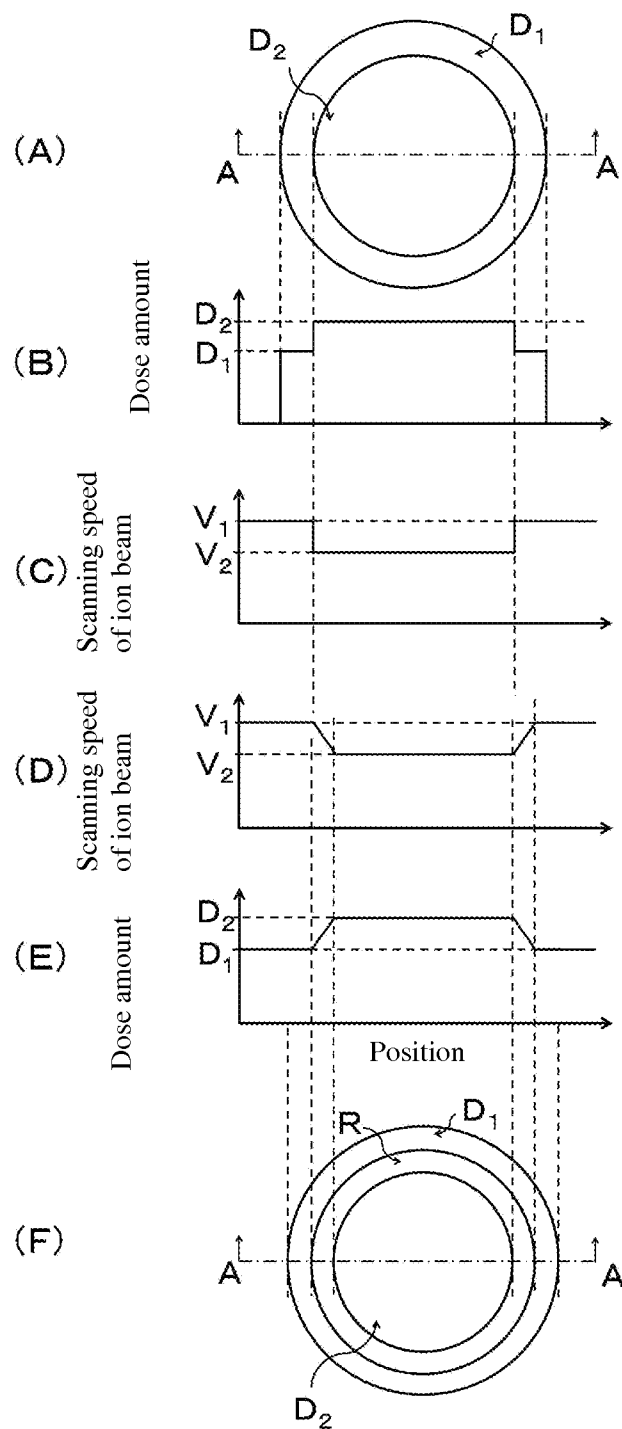 D₂
D₁
(A)
A
A
Dose amount
D₂
D₁
(B)
Scanning speed
of ion beam
V₁
V₂
(C)
Scanning speed
of ion beam
V₁
V₂
(D)
Dose amount
D₂
D₁
(E)
Position
R
D₁
(F)
A
A
D₂